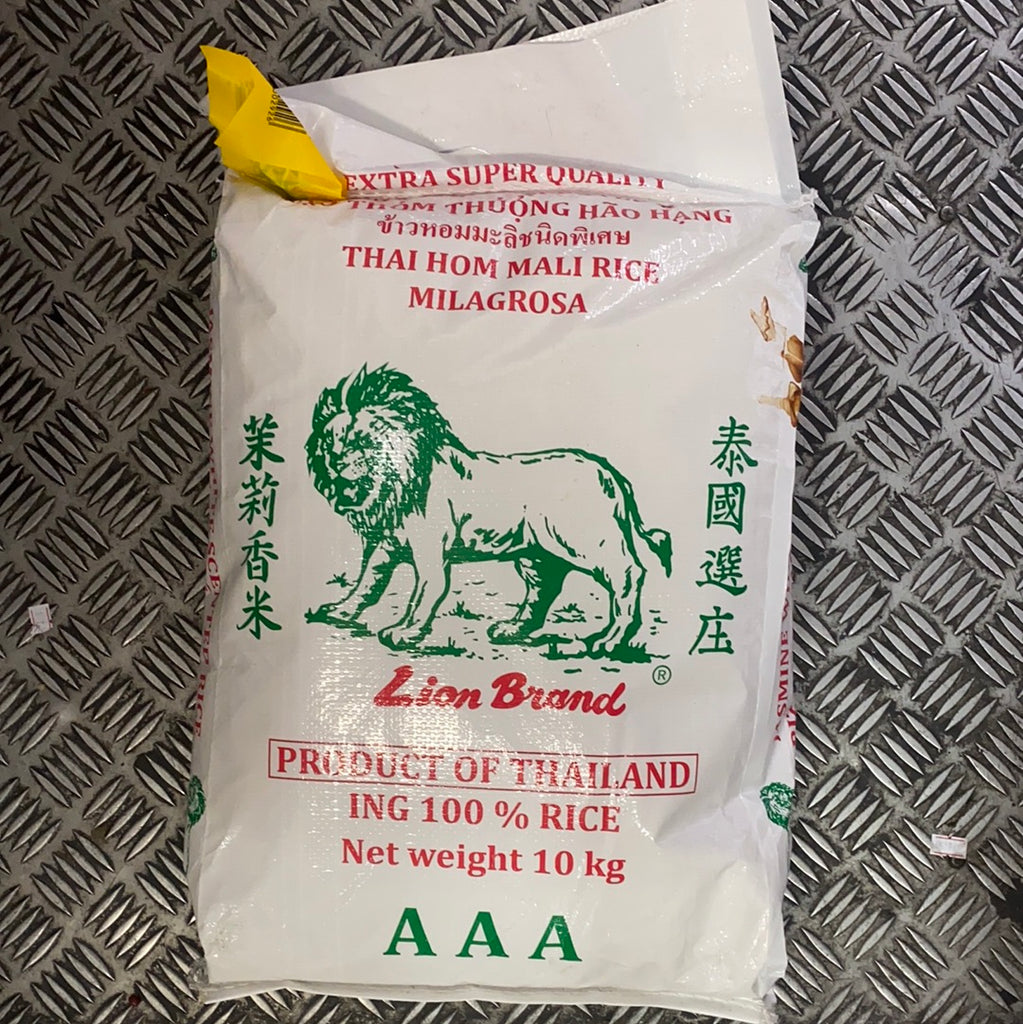 EXTRA SUPER QUALITY
THƠM THƯỢNG HẢO HẠNG
ข้าวหอมมะลิชนิดพิเศษ
THAI HOM MALI RICE
MILAGROSA
茉莉香米
泰國選庄
Lion Brand
®
PRODUCT OF THAILAND
ING 100 % RICE
Net weight 10 kg
A A A